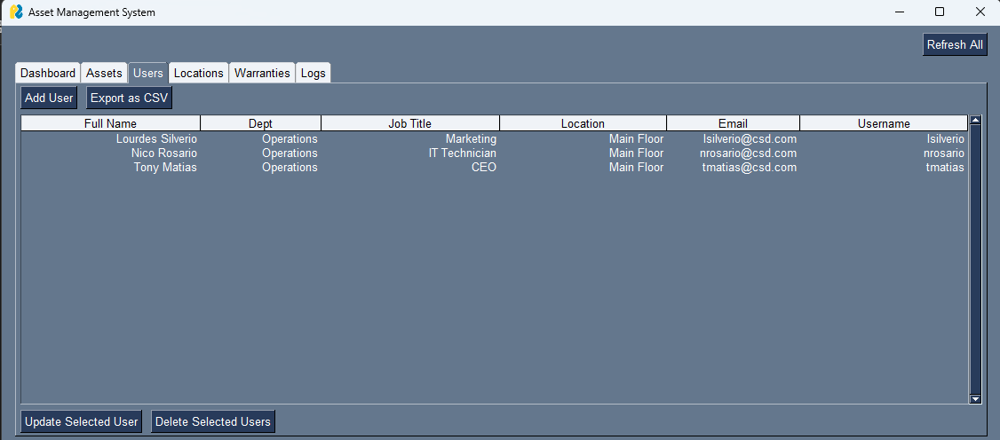 Asset Management System
Refresh All
Dashboard Assets Users Locations Warranties Logs
Add User Export as CSV
Full Name Dept Job Title Location Email Username
Lourdes Silverio Operations Marketing Main Floor lsilverio@csd.com lsilverio
Nico Rosario Operations IT Technician Main Floor nrosario@csd.com nrosario
Tony Matias Operations CEO Main Floor tmatias@csd.com tmatias
Update Selected User Delete Selected Users